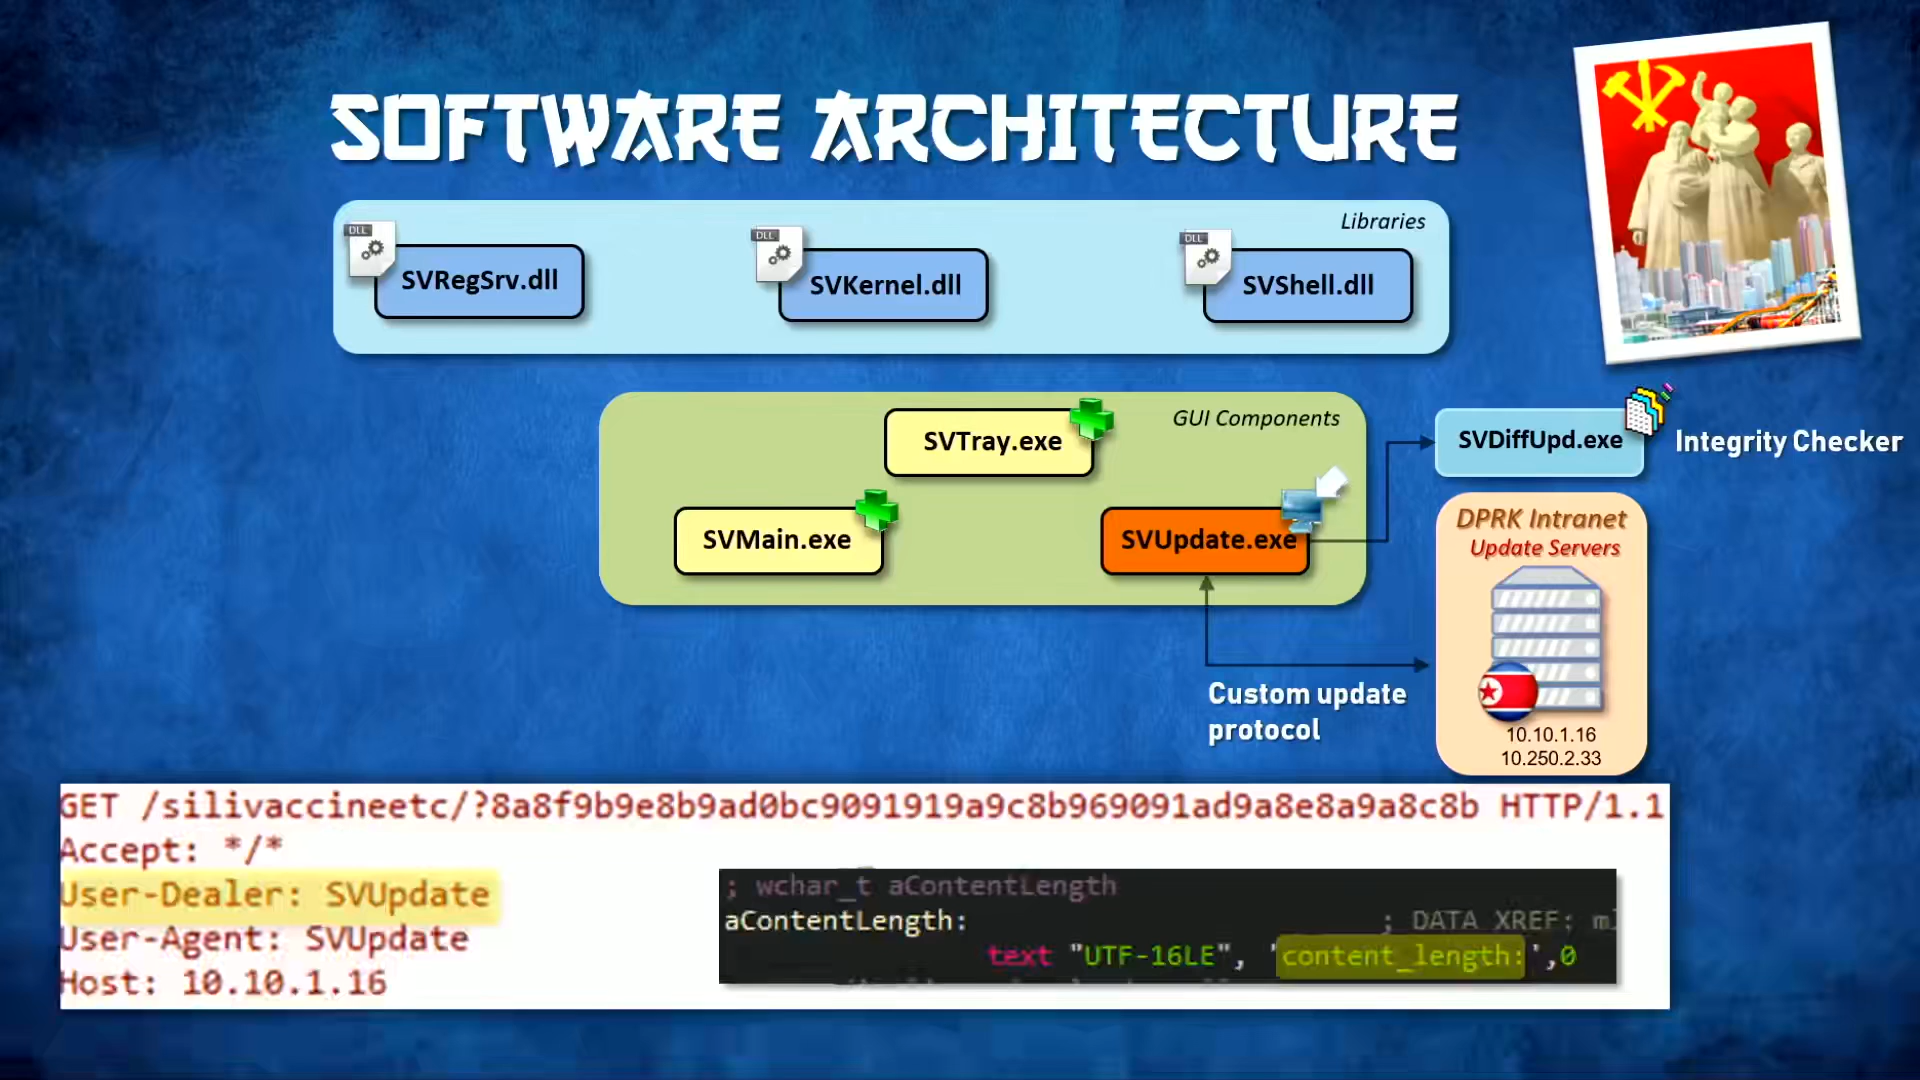 SOFTWARE ARCHITECTURE
Libraries
DLL
SVRegSrv.dll
DLL
SVKernel.dll
DLL
SVShell.dll
GUI Components
SVTray.exe
SVMain.exe
SVUpdate.exe
SVDiffUpd.exe
Integrity Checker
DPRK Intranet
Update Servers
10.10.1.16
10.250.2.33
Custom update
protocol
GET /silivaccineetc/?8a8f9b9e8b9ad0bc9091919a9c8b969091ad9a8e8a9a8c8b HTTP/1.1
Accept: */*
User-Dealer: SVUpdate
User-Agent: SVUpdate
Host: 10.10.1.16
; wchar_t aContentLength
aContentLength: ; DATA XREF:
text "UTF-16LE", 'content_length:',0